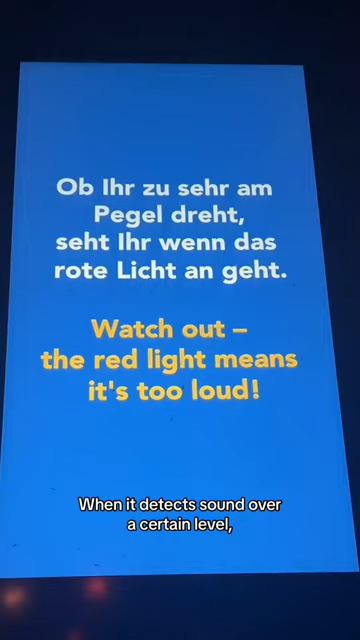 Ob Ihr zu sehr am
Pegel dreht,
seht Ihr wenn das
rote Licht an geht.
Watch out –
the red light means
it's too loud!
When it detects sound over
a certain level,